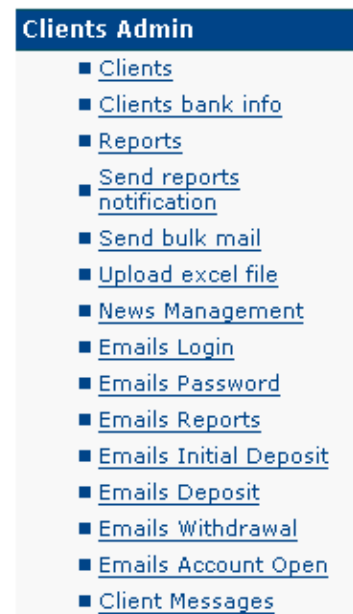 Clients Admin
Clients
Clients bank info
Reports
Send reports
notification
Send bulk mail
Upload excel file
News Management
Emails Login
Emails Password
Emails Reports
Emails Initial Deposit
Emails Deposit
Emails Withdrawal
Emails Account Open
Client Messages